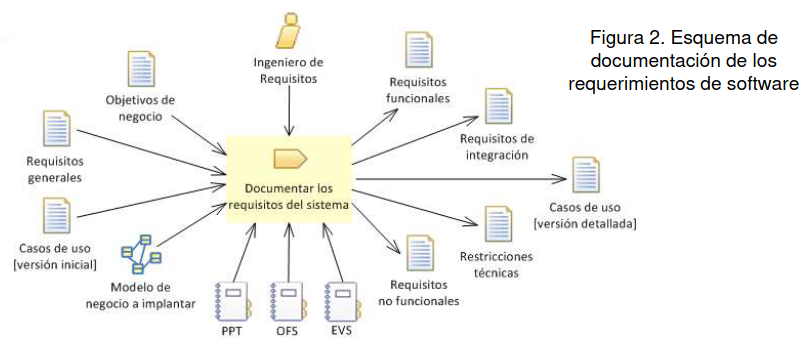 Figura 2. Esquema de
documentación de los
requerimientos de software
Ingeniero de
Requisitos
Objetivos de
negocio
Requisitos
funcionales
Requisitos
generales
Requisitos de
integración
Documentar los
requisitos del sistema
Casos de uso
[versión inicial]
Casos de uso
[versión detallada]
Modelo de
negocio a implantar
Restricciones
técnicas
Requisitos
no funcionales
PPT
OFS
EVS